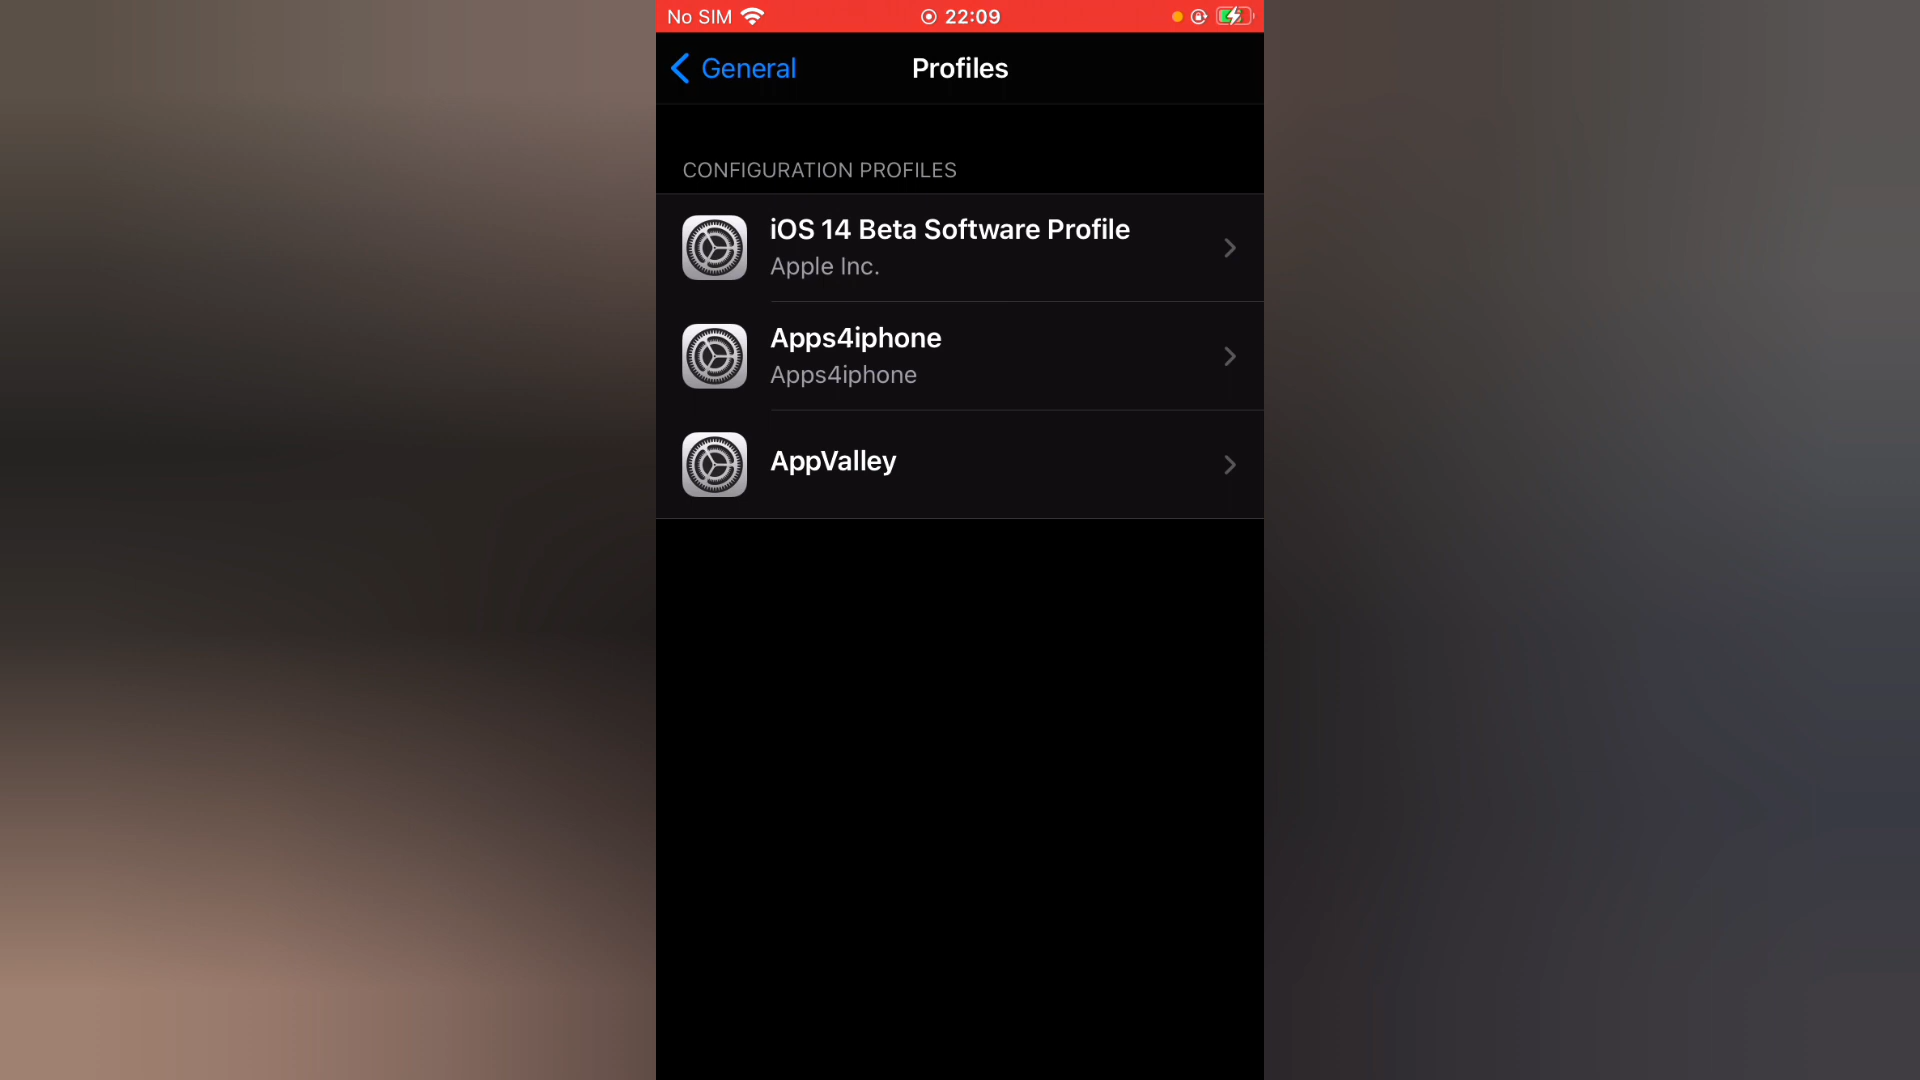 No SIM 22:09
General Profiles
CONFIGURATION PROFILES
iOS 14 Beta Software Profile
Apple Inc.
Apps4iphone
Apps4iphone
AppValley